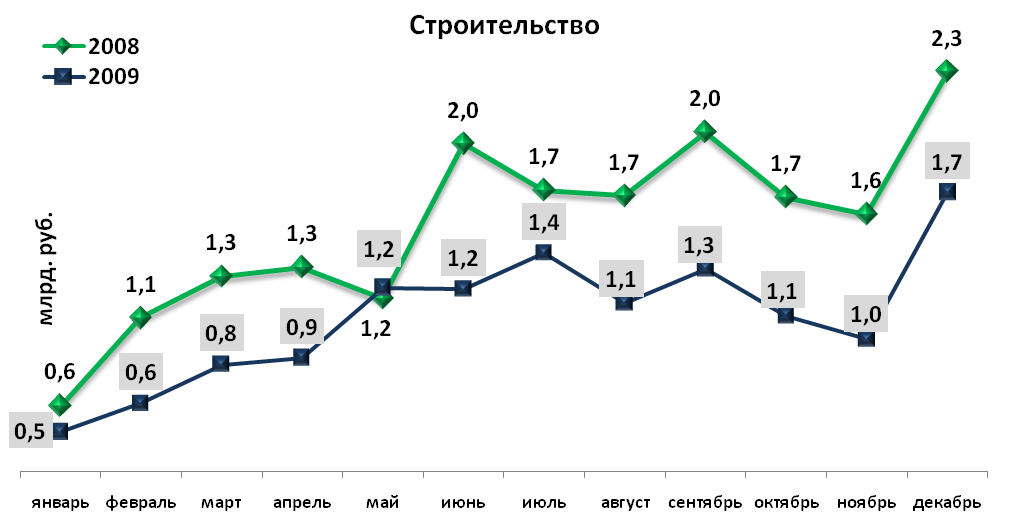 Строительство
2008
2009
млрд. руб.
0,6 1,1 1,3 1,3 1,2 2,0 1,7 1,7 2,0 1,7 1,6 2,3
0,5 0,6 0,8 0,9 1,2 1,2 1,4 1,1 1,3 1,1 1,0 1,7
январь февраль март апрель май июнь июль август сентябрь октябрь ноябрь декабрь